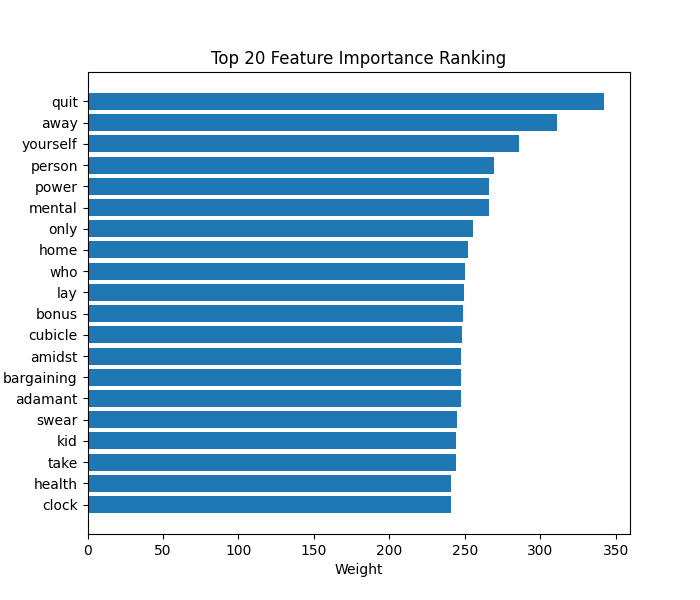 Top 20 Feature Importance Ranking
quit
away
yourself
person
power
mental
only
home
who
lay
bonus
cubicle
amidst
bargaining
adamant
swear
kid
take
health
clock
0 50 100 150 200 250 300 350
Weight